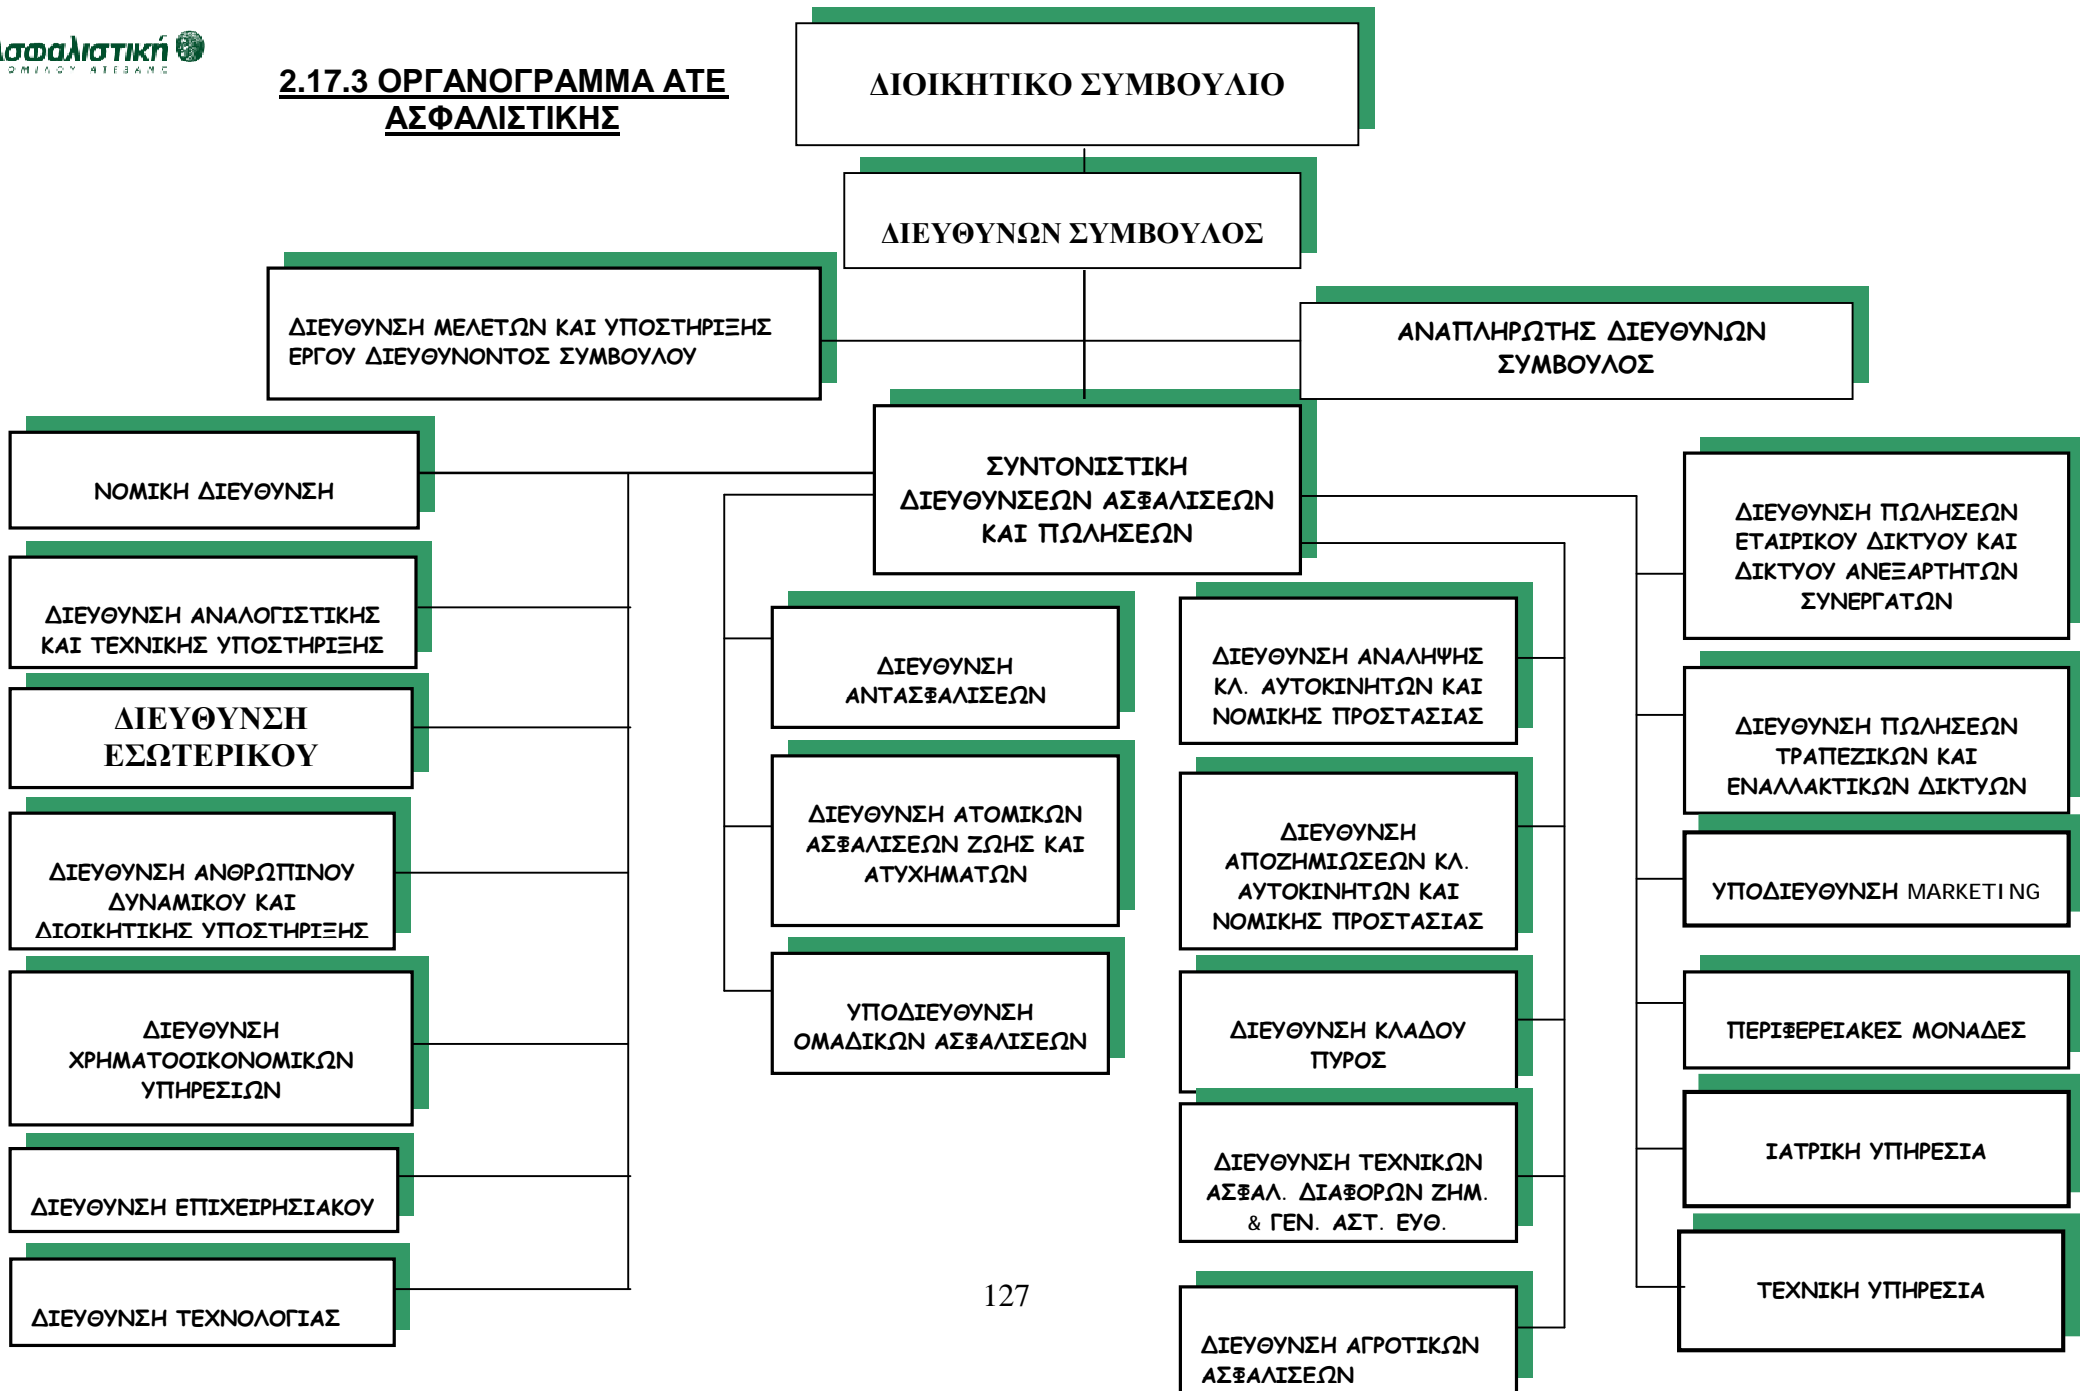 Ασφαλιστική
ΟΜΙΛΟΥ ATEBANK
2.17.3 ΟΡΓΑΝΟΓΡΑΜΜΑ ΑΤΕ
ΑΣΦΑΛΙΣΤΙΚΗΣ
ΔΙΟΙΚΗΤΙΚΟ ΣΥΜΒΟΥΛΙΟ
ΔΙΕΥΘΥΝΩΝ ΣΥΜΒΟΥΛΟΣ
ΔΙΕΥΘΥΝΣΗ ΜΕΛΕΤΩΝ ΚΑΙ ΥΠΟΣΤΗΡΙΞΗΣ
ΕΡΓΟΥ ΔΙΕΥΘΥΝΟΝΤΟΣ ΣΥΜΒΟΥΛΟΥ
ΑΝΑΠΛΗΡΩΤΗΣ ΔΙΕΥΘΥΝΩΝ
ΣΥΜΒΟΥΛΟΣ
ΣΥΝΤΟΝΙΣΤΙΚΗ
ΔΙΕΥΘΥΝΣΕΩΝ ΑΣΦΑΛΙΣΕΩΝ
ΚΑΙ ΠΩΛΗΣΕΩΝ
ΝΟΜΙΚΗ ΔΙΕΥΘΥΝΣΗ
ΔΙΕΥΘΥΝΣΗ ΑΝΑΛΟΓΙΣΤΙΚΗΣ
ΚΑΙ ΤΕΧΝΙΚΗΣ ΥΠΟΣΤΗΡΙΞΗΣ
ΔΙΕΥΘΥΝΣΗ
ΕΣΩΤΕΡΙΚΟΥ
ΔΙΕΥΘΥΝΣΗ ΑΝΘΡΩΠΙΝΟΥ
ΔΥΝΑΜΙΚΟΥ ΚΑΙ
ΔΙΟΙΚΗΤΙΚΗΣ ΥΠΟΣΤΗΡΙΞΗΣ
ΔΙΕΥΘΥΝΣΗ
ΧΡΗΜΑΤΟΟΙΚΟΝΟΜΙΚΩΝ
ΥΠΗΡΕΣΙΩΝ
ΔΙΕΥΘΥΝΣΗ ΕΠΙΧΕΙΡΗΣΙΑΚΟΥ
ΔΙΕΥΘΥΝΣΗ ΤΕΧΝΟΛΟΓΙΑΣ
ΔΙΕΥΘΥΝΣΗ
ΑΝΤΑΣΦΑΛΙΣΕΩΝ
ΔΙΕΥΘΥΝΣΗ ΑΤΟΜΙΚΩΝ
ΑΣΦΑΛΙΣΕΩΝ ΖΩΗΣ ΚΑΙ
ΑΤΥΧΗΜΑΤΩΝ
ΥΠΟΔΙΕΥΘΥΝΣΗ
ΟΜΑΔΙΚΩΝ ΑΣΦΑΛΙΣΕΩΝ
ΔΙΕΥΘΥΝΣΗ ΑΝΑΛΗΨΗΣ
ΚΛ. ΑΥΤΟΚΙΝΗΤΩΝ ΚΑΙ
ΝΟΜΙΚΗΣ ΠΡΟΣΤΑΣΙΑΣ
ΔΙΕΥΘΥΝΣΗ
ΑΠΟΖΗΜΙΩΣΕΩΝ ΚΛ.
ΑΥΤΟΚΙΝΗΤΩΝ ΚΑΙ
ΝΟΜΙΚΗΣ ΠΡΟΣΤΑΣΙΑΣ
ΔΙΕΥΘΥΝΣΗ ΚΛΑΔΟΥ
ΠΥΡΟΣ
ΔΙΕΥΘΥΝΣΗ ΤΕΧΝΙΚΩΝ
ΑΣΦΑΛ. ΔΙΑΦΟΡΩΝ ΖΗΜ.
& ΓΕΝ. ΑΣΤ. ΕΥΘ.
ΔΙΕΥΘΥΝΣΗ ΑΓΡΟΤΙΚΩΝ
ΑΣΦΑΛΙΣΕΩΝ
ΔΙΕΥΘΥΝΣΗ ΠΩΛΗΣΕΩΝ
ΕΤΑΙΡΙΚΟΥ ΔΙΚΤΥΟΥ ΚΑΙ
ΔΙΚΤΥΟΥ ΑΝΕΞΑΡΤΗΤΩΝ
ΣΥΝΕΡΓΑΤΩΝ
ΔΙΕΥΘΥΝΣΗ ΠΩΛΗΣΕΩΝ
ΤΡΑΠΕΖΙΚΩΝ ΚΑΙ
ΕΝΑΛΛΑΚΤΙΚΩΝ ΔΙΚΤΥΩΝ
ΥΠΟΔΙΕΥΘΥΝΣΗ MARKETING
ΠΕΡΙΦΕΡΕΙΑΚΕΣ ΜΟΝΑΔΕΣ
ΙΑΤΡΙΚΗ ΥΠΗΡΕΣΙΑ
ΤΕΧΝΙΚΗ ΥΠΗΡΕΣΙΑ
127